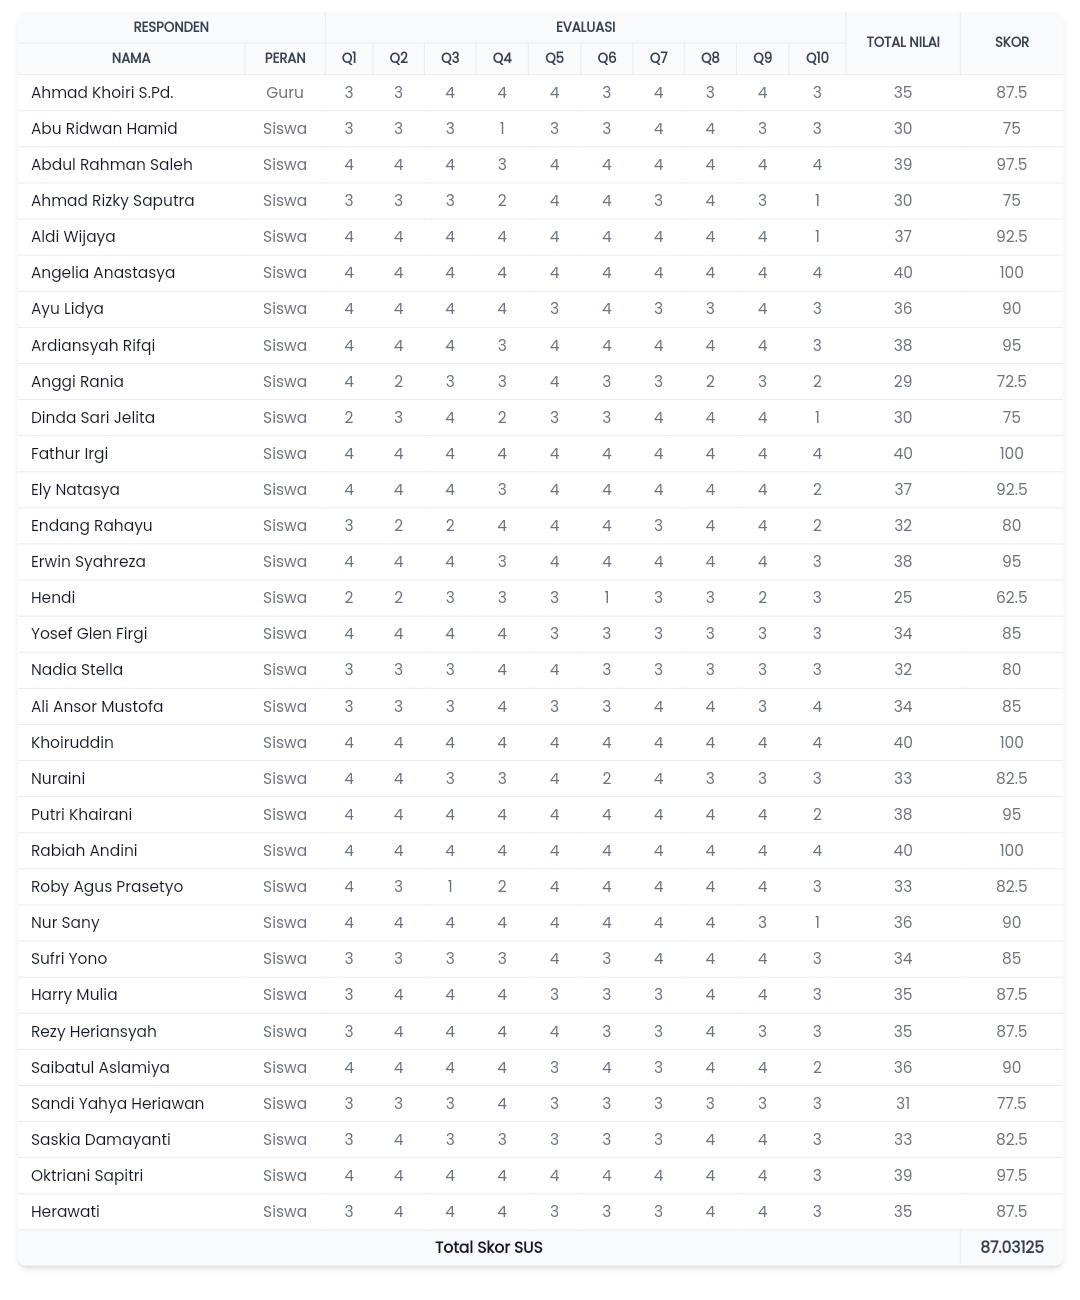 RESPONDEN EVALUASI TOTAL NILAI SKOR
NAMA PERAN Q1 Q2 Q3 Q4 Q5 Q6 Q7 Q8 Q9 Q10
Ahmad Khoiri S.Pd. Guru 3 3 4 4 4 3 4 3 4 3 35 87.5
Abu Ridwan Hamid Siswa 3 3 3 1 3 3 4 4 3 3 30 75
Abdul Rahman Saleh Siswa 4 4 4 3 4 4 4 4 4 4 39 97.5
Ahmad Rizky Saputra Siswa 3 3 3 2 4 4 3 4 3 1 30 75
Aldi Wijaya Siswa 4 4 4 4 4 4 4 4 4 1 37 92.5
Angelia Anastasya Siswa 4 4 4 4 4 4 4 4 4 4 40 100
Ayu Lidya Siswa 4 4 4 4 3 4 3 3 4 3 36 90
Ardiansyah Rifqi Siswa 4 4 4 3 4 4 4 4 4 3 38 95
Anggi Rania Siswa 4 2 3 3 4 3 3 2 3 2 29 72.5
Dinda Sari Jelita Siswa 2 3 4 2 3 3 4 4 4 1 30 75
Fathur Irgi Siswa 4 4 4 4 4 4 4 4 4 4 40 100
Ely Natasya Siswa 4 4 4 3 4 4 4 4 4 2 37 92.5
Endang Rahayu Siswa 3 2 2 4 4 4 3 4 4 2 32 80
Erwin Syahreza Siswa 4 4 4 3 4 4 4 4 4 3 38 95
Hendi Siswa 2 2 3 3 3 1 3 3 2 3 25 62.5
Yosef Glen Firgi Siswa 4 4 4 4 3 3 3 3 3 3 34 85
Nadia Stella Siswa 3 3 3 4 4 3 3 3 3 3 32 80
Ali Ansor Mustofa Siswa 3 3 3 4 3 3 4 4 3 4 34 85
Khoiruddin Siswa 4 4 4 4 4 4 4 4 4 4 40 100
Nuraini Siswa 4 4 3 3 4 2 4 3 3 3 33 82.5
Putri Khairani Siswa 4 4 4 4 4 4 4 4 4 2 38 95
Rabiah Andini Siswa 4 4 4 4 4 4 4 4 4 4 40 100
Roby Agus Prasetyo Siswa 4 3 1 2 4 4 4 4 4 3 33 82.5
Nur Sany Siswa 4 4 4 4 4 4 4 4 3 1 36 90
Sufri Yono Siswa 3 3 3 3 4 3 4 4 4 3 34 85
Harry Mulia Siswa 3 4 4 4 3 3 3 4 4 3 35 87.5
Rezy Heriansyah Siswa 3 4 4 4 4 3 3 4 3 3 35 87.5
Saibatul Aslamiya Siswa 4 4 4 4 3 4 3 4 4 2 36 90
Sandi Yahya Heriawan Siswa 3 3 3 4 3 3 3 3 3 3 31 77.5
Saskia Damayanti Siswa 3 4 3 3 3 3 3 4 4 3 33 82.5
Oktriani Sapitri Siswa 4 4 4 4 4 4 4 4 4 3 39 97.5
Herawati Siswa 3 4 4 4 3 3 3 4 4 3 35 87.5
Total Skor SUS 87.03125